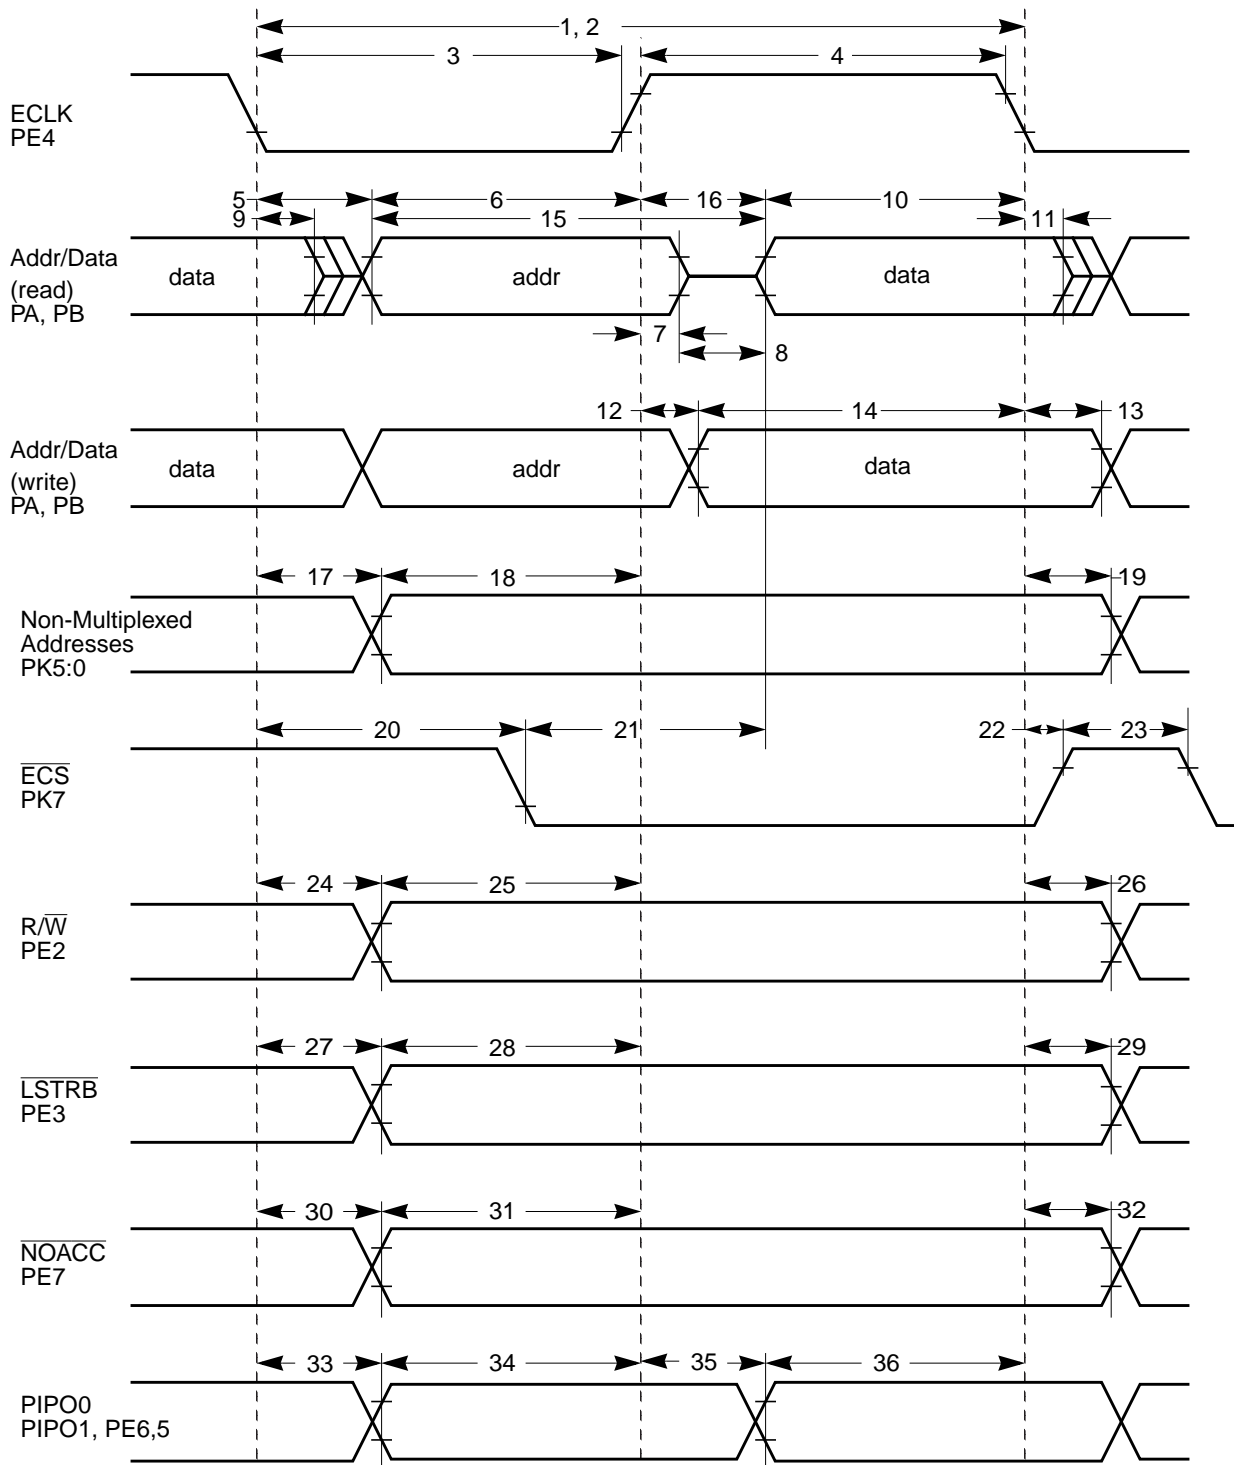 1, 2
3 4
ECLK
PE4
5 6 16 10
9 15 11
Addr/Data
(read)
PA, PB
data addr data
7
8
12 14 13
Addr/Data
(write)
PA, PB
data addr data
17 18 19
Non-Multiplexed
Addresses
PK5:0
20 21 22 23
ECS
PK7
24 25 26
R/W
PE2
27 28 29
LSTRB
PE3
30 31 32
NOACC
PE7
33 34 35 36
PIPO0
PIPO1, PE6,5